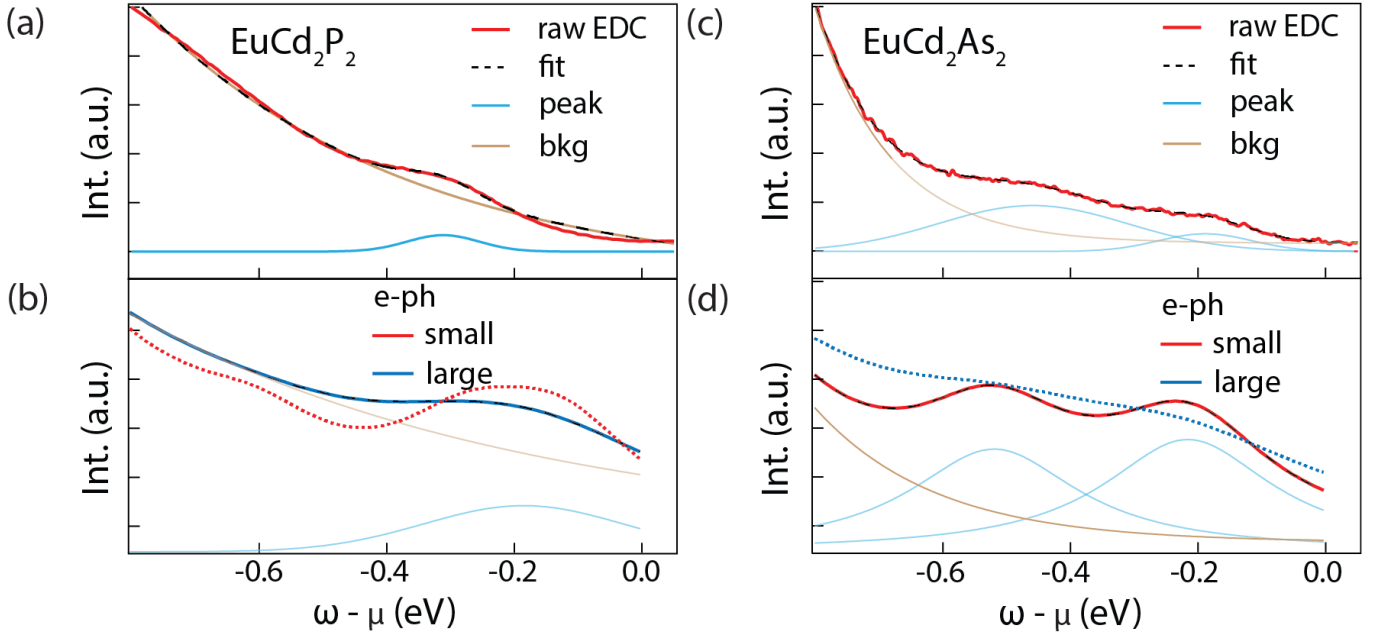 (a)
EuCd₂P₂
raw EDC
fit
peak
bkg
Int. (a.u.)
(b)
e-ph
small
large
Int. (a.u.)
-0.6 -0.4 -0.2 0.0
ω - μ (eV)
(c)
EuCd₂As₂
raw EDC
fit
peak
bkg
Int. (a.u.)
(d)
e-ph
small
large
Int. (a.u.)
-0.6 -0.4 -0.2 0.0
ω - μ (eV)